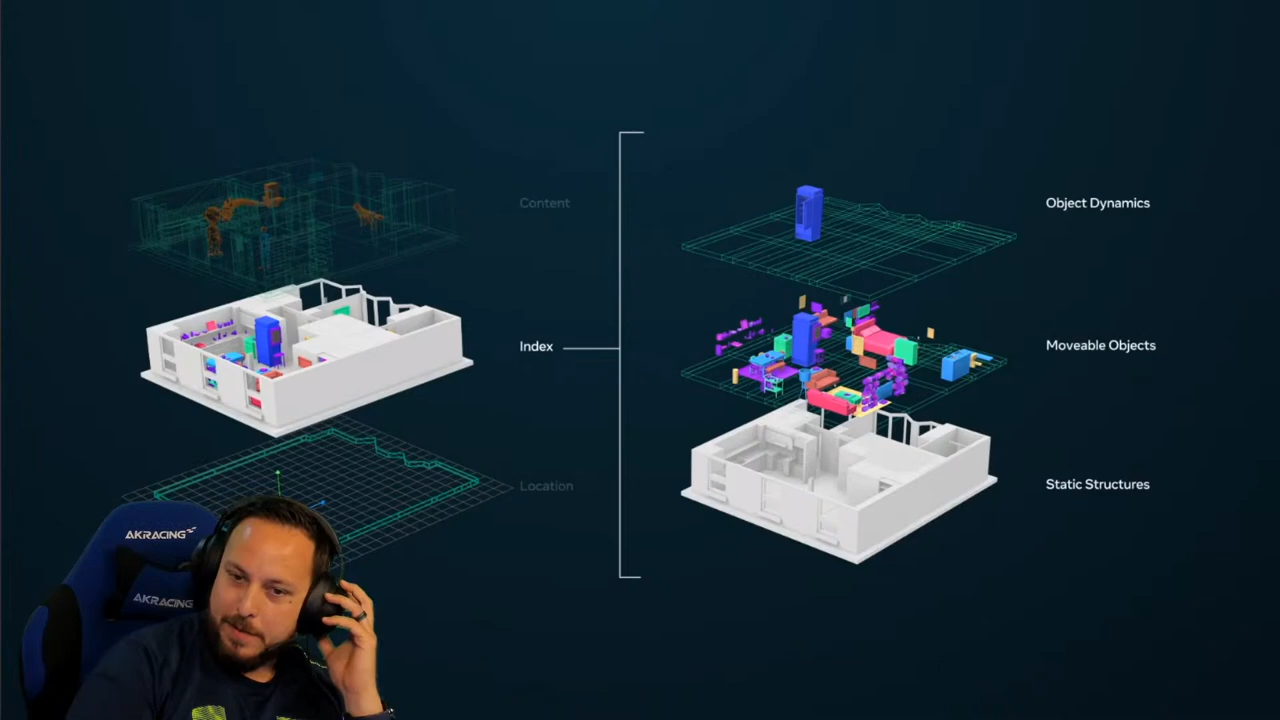 Content
Index
Location
Object Dynamics
Moveable Objects
Static Structures
AKRACING
AKRACING